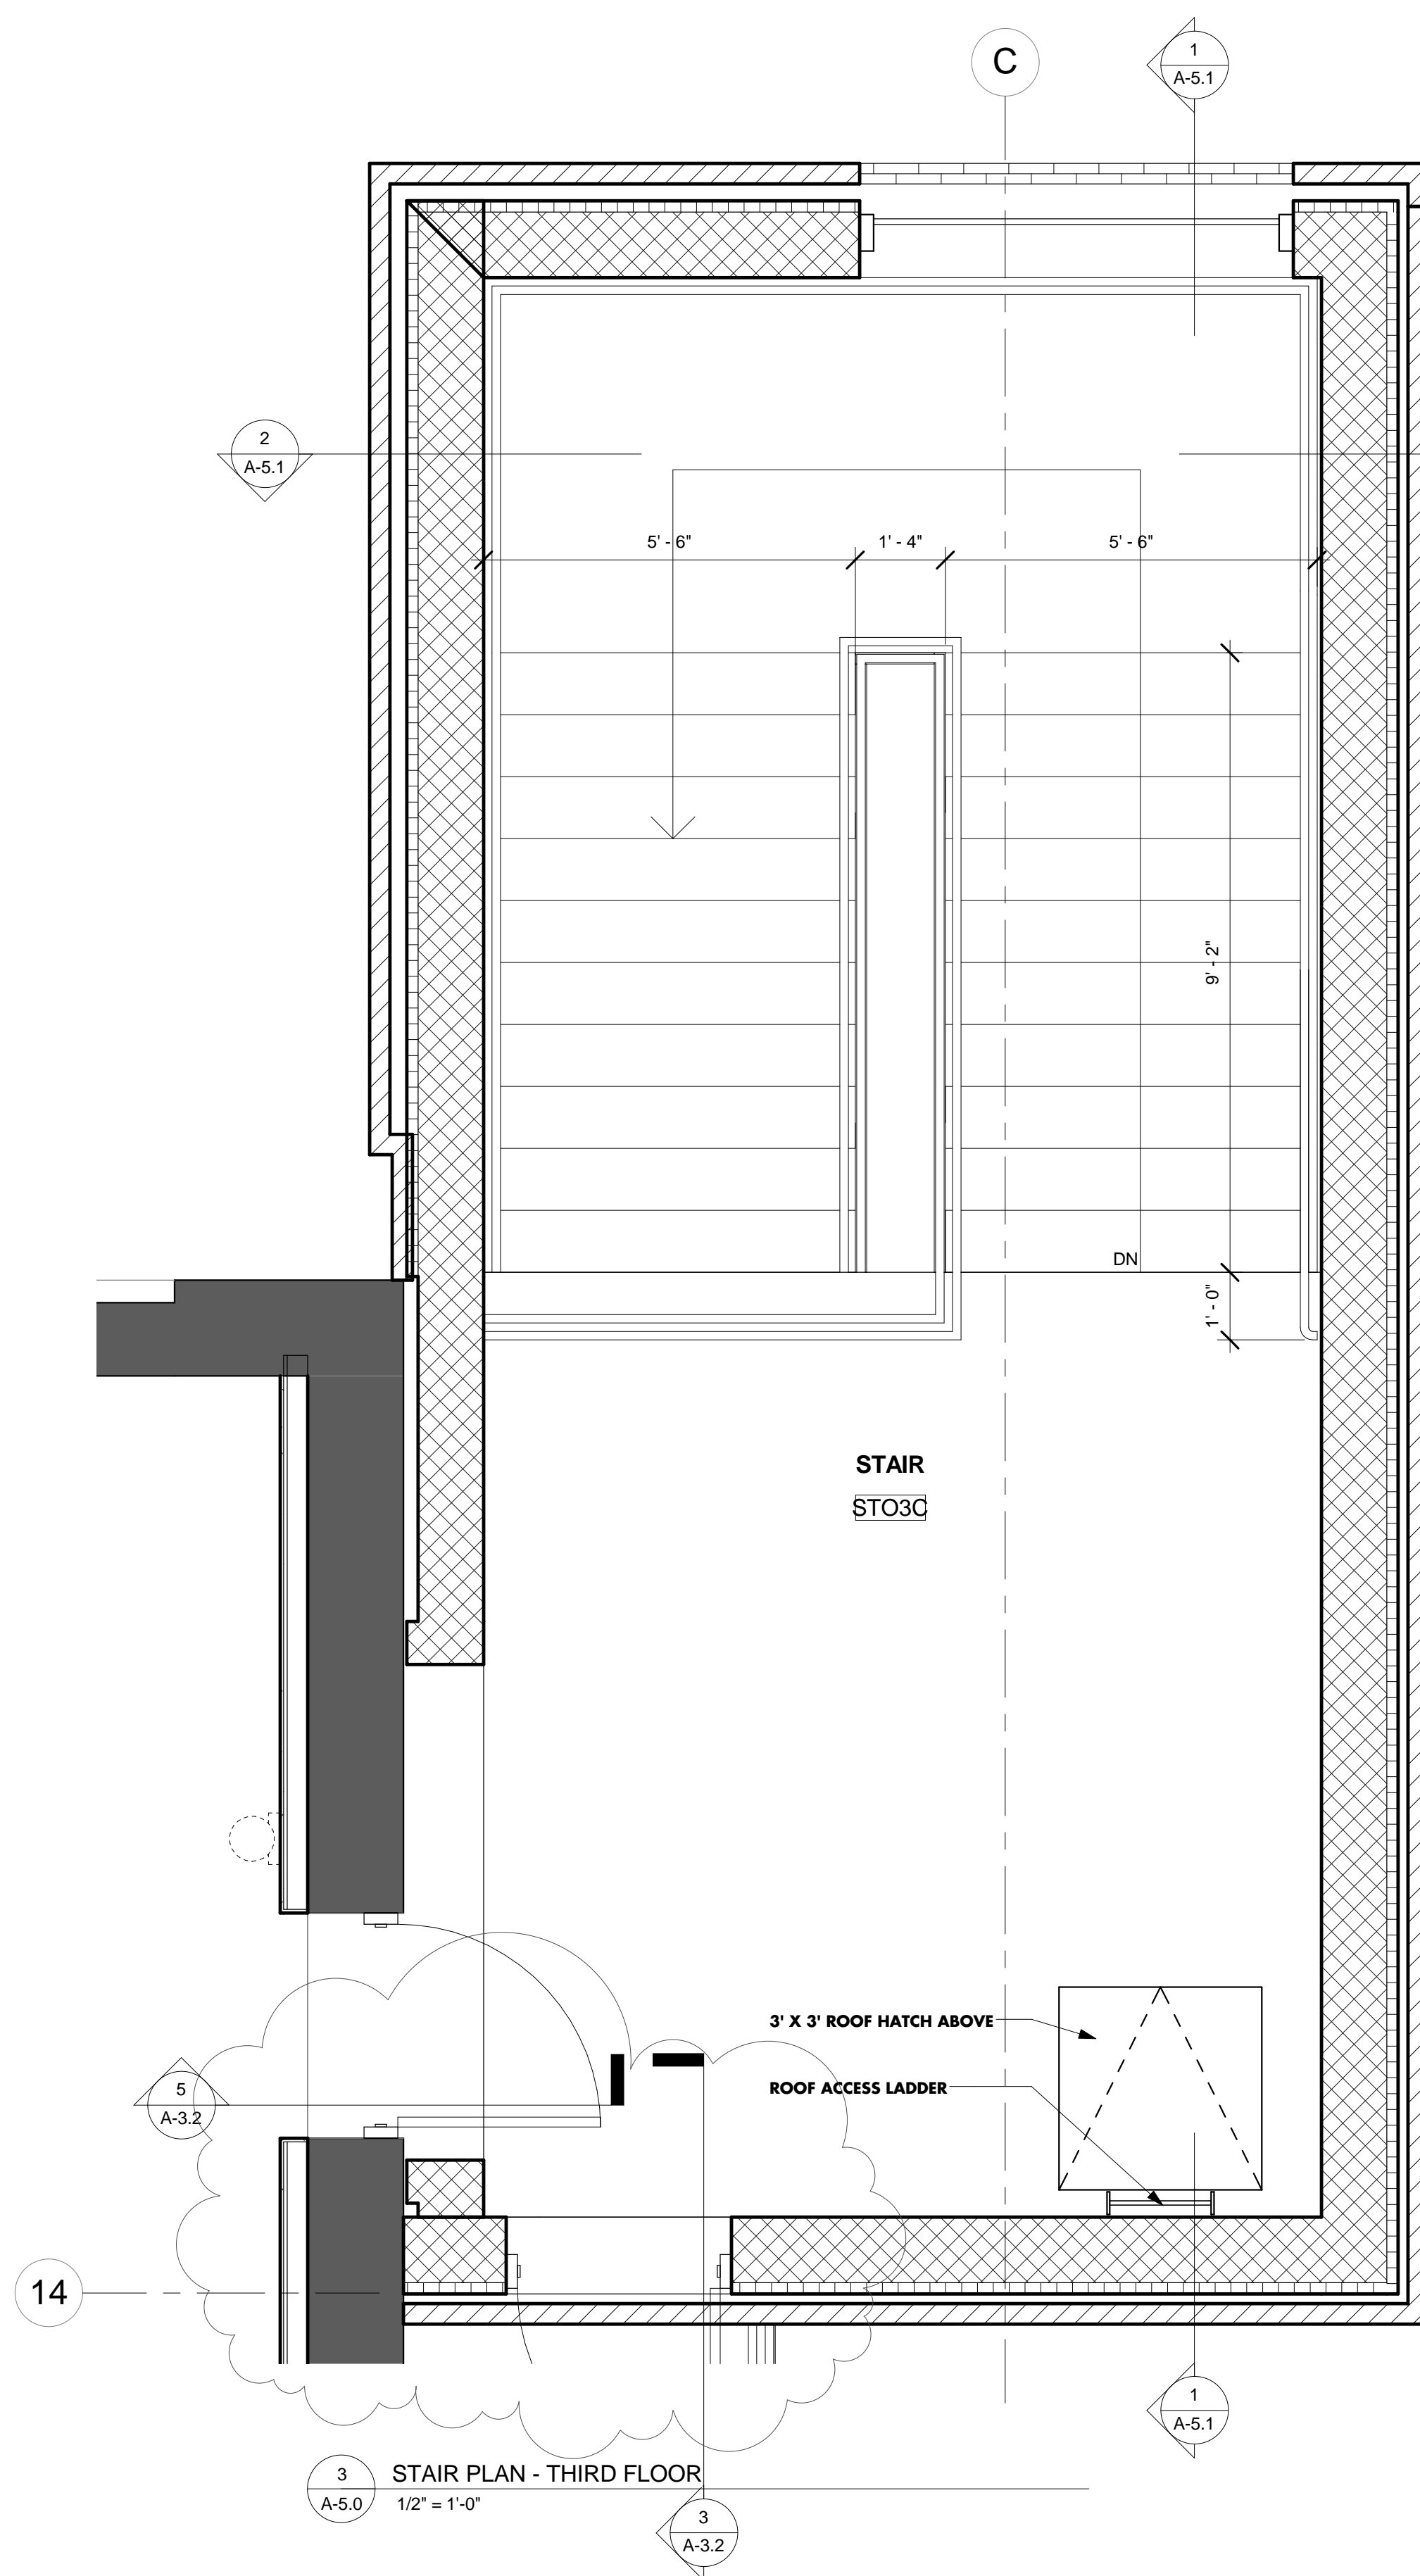 C
1
A-5.1
2
A-5.1
5' - 6"
1' - 4"
5' - 6"
9' - 2"
DN
1' - 0"
STAIR
STO3C
3' X 3' ROOF HATCH ABOVE
ROOF ACCESS LADDER
5
A-3.2
14
1
A-5.1
3
A-5.0
STAIR PLAN - THIRD FLOOR
1/2" = 1'-0"
3
A-3.2